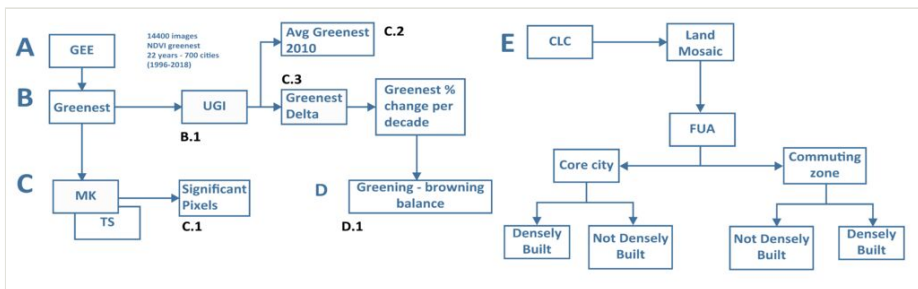 A
GEE
14400 images
NDVI greenest
22 years - 700 cities
(1996-2018)
Avg Greenest
2010
C.2
B
Greenest
UGI
B.1
C.3
Greenest
Delta
Greenest %
change per
decade
C
MK
TS
Significant
Pixels
C.1
D
Greening - browning
balance
D.1
E
CLC
Land
Mosaic
FUA
Core city
Commuting
zone
Densely
Built
Not Densely
Built
Not Densely
Built
Densely
Built